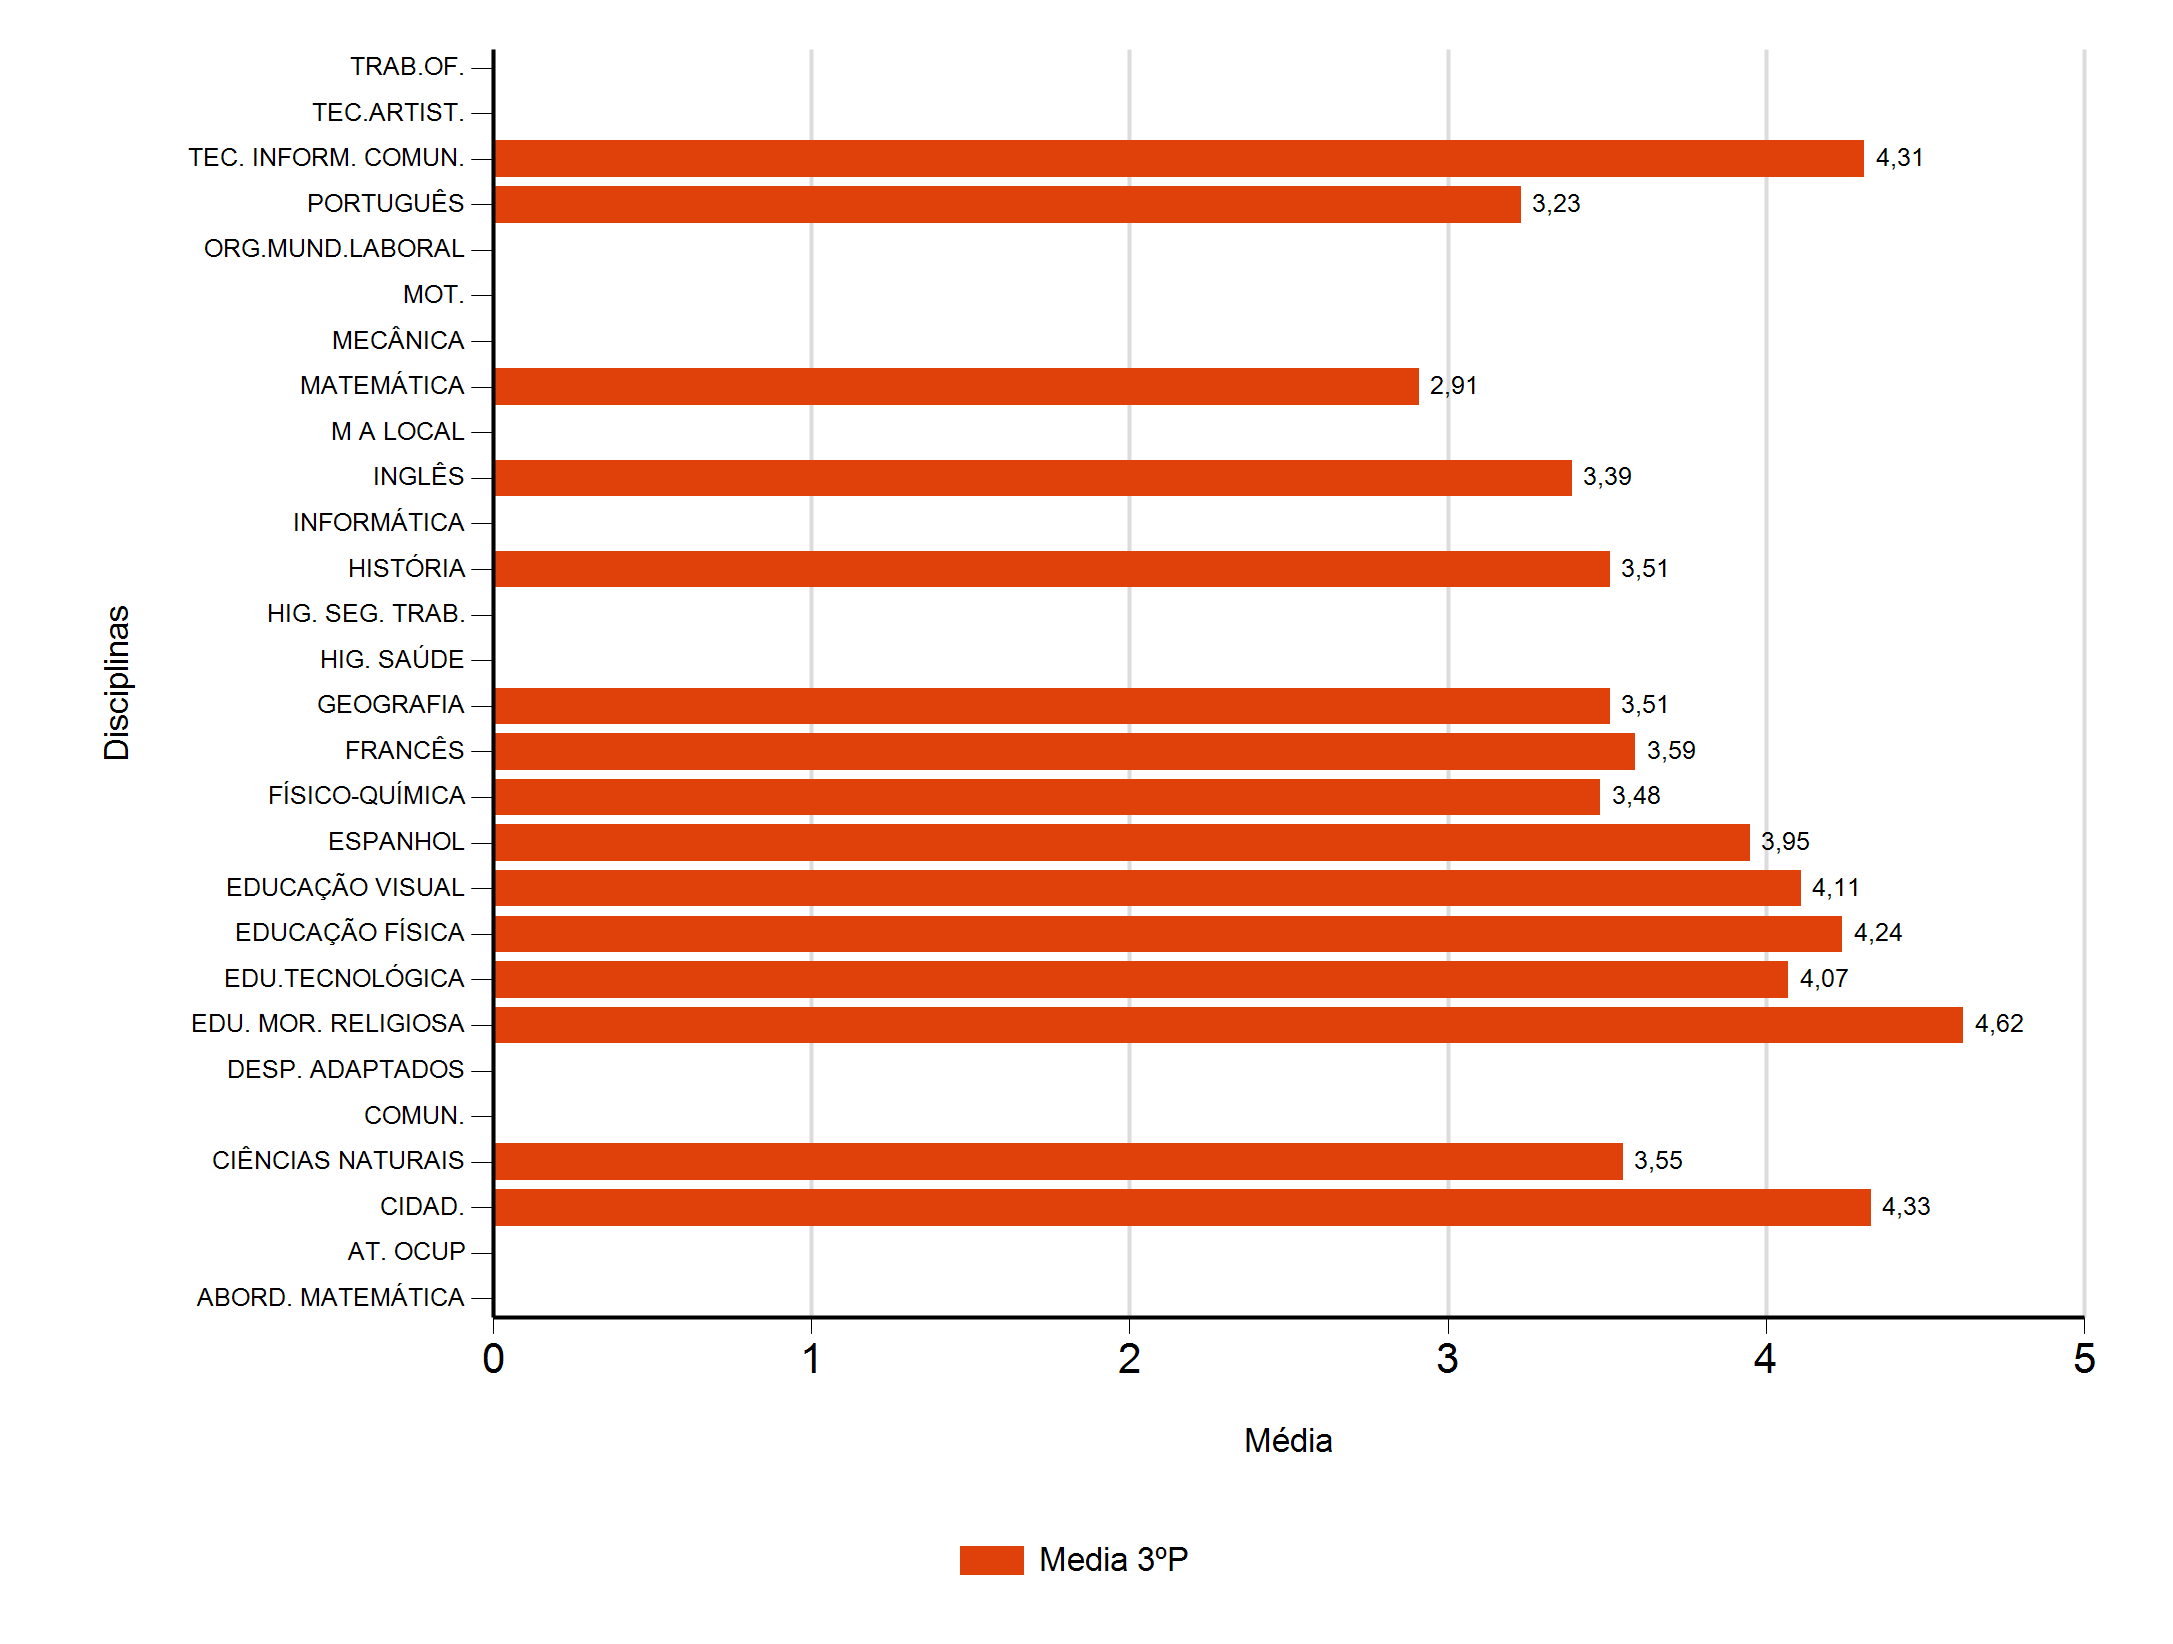 TRAB.OF.
TEC.ARTIST.
TEC. INFORM. COMUN. 4,31
PORTUGUÊS 3,23
ORG.MUND.LABORAL
MOT.
MECÂNICA
MATEMÁTICA 2,91
M A LOCAL
INGLÊS 3,39
INFORMÁTICA
HISTÓRIA 3,51
HIG. SEG. TRAB.
HIG. SAÚDE
GEOGRAFIA 3,51
FRANCÊS 3,59
FÍSICO-QUÍMICA 3,48
ESPANHOL 3,95
EDUCAÇÃO VISUAL 4,11
EDUCAÇÃO FÍSICA 4,24
EDU.TECNOLÓGICA 4,07
EDU. MOR. RELIGIOSA 4,62
DESP. ADAPTADOS
COMUN.
CIÊNCIAS NATURAIS 3,55
CIDAD. 4,33
AT. OCUP
ABORD. MATEMÁTICA
Disciplinas
0 1 2 3 4 5
Média
Media 3ºP